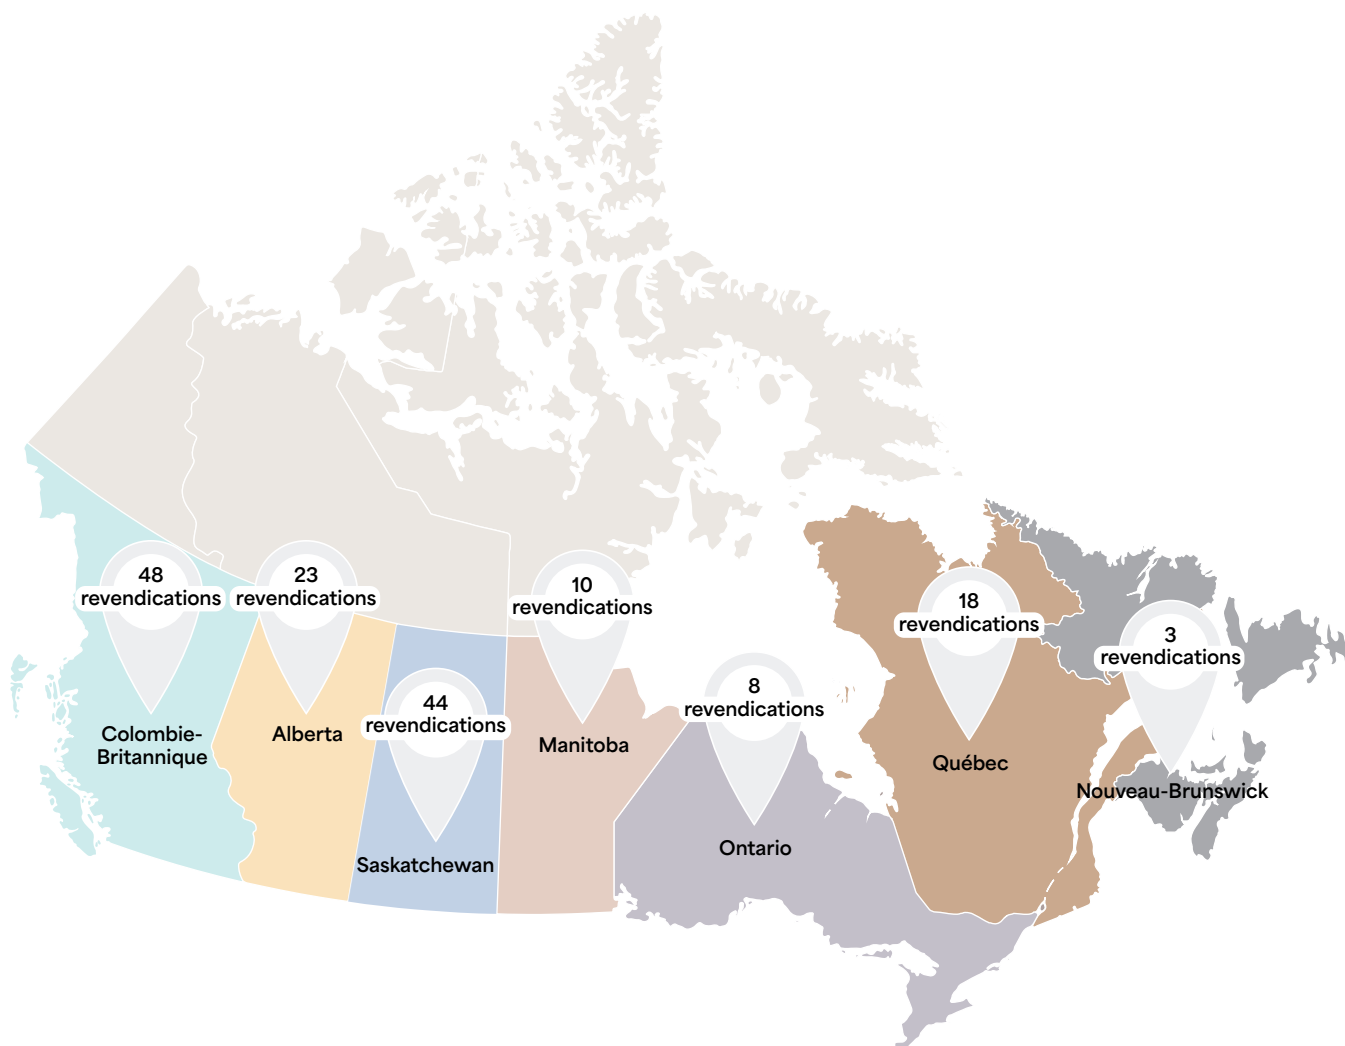 48
revendications
Colombie-
Britannique
23
revendications
Alberta
44
revendications
Saskatchewan
10
revendications
Manitoba
8
revendications
Ontario
18
revendications
Québec
3
revendications
Nouveau-Brunswick